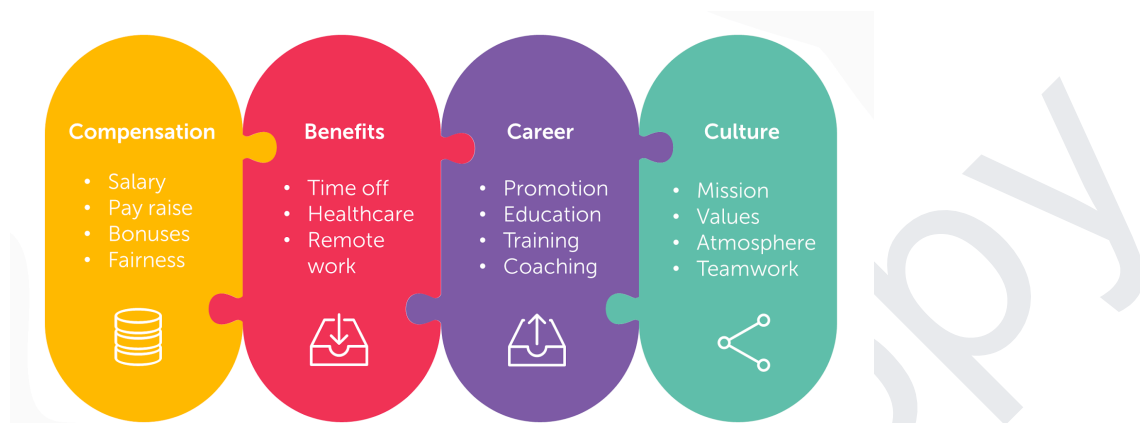 Compensation
• Salary
• Pay raise
• Bonuses
• Fairness
Benefits
• Time off
• Healthcare
• Remote
work
Career
• Promotion
• Education
• Training
• Coaching
Culture
• Mission
• Values
• Atmosphere
• Teamwork